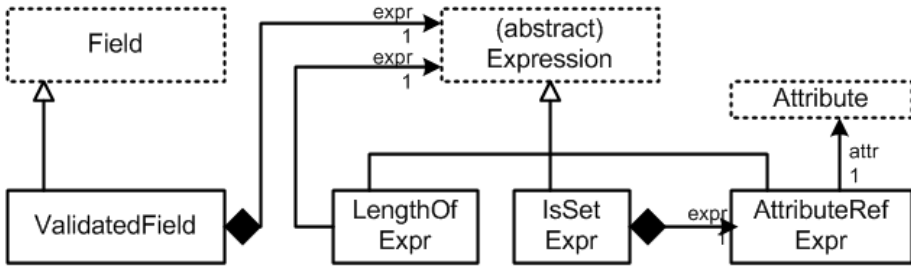 expr
1
(abstract)
Expression
Field
expr
1
Attribute
attr
1
ValidatedField
LengthOf
Expr
IsSet
Expr
expr
1
AttributeRef
Expr